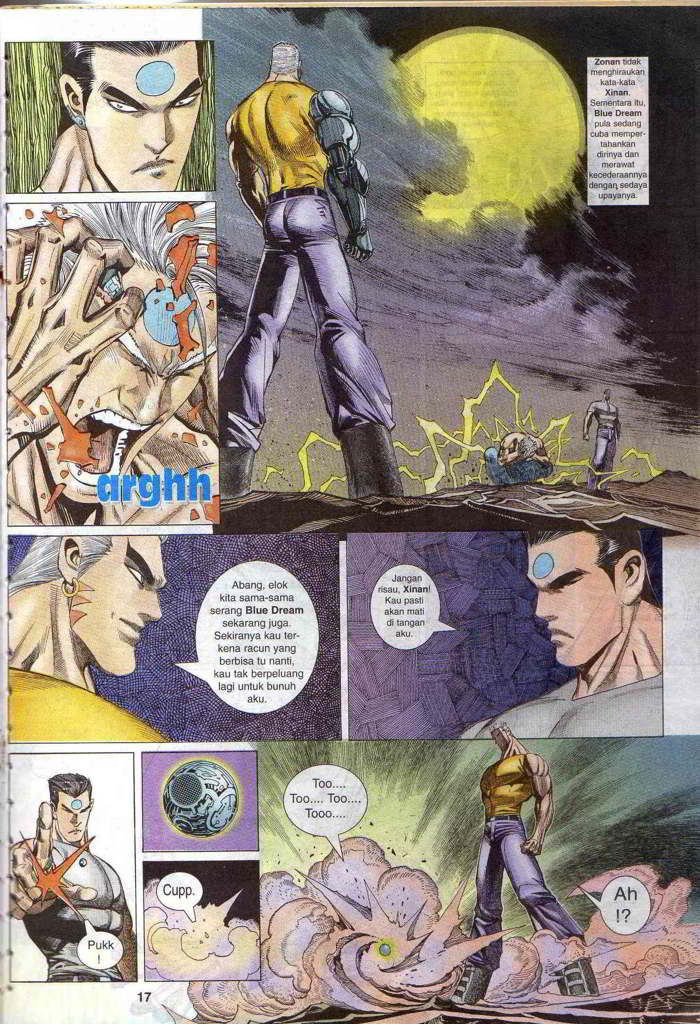 Zonan tidak
menghiraukan
kata-kata
Xinan.
Sementara itu,
Blue Dream
pula sedang
cuba memper-
tahankan
dirinya dan
merawat
kecederaannya
dengan sedaya
upayanya.
arghh
Abang, elok
kita sama-sama
serang Blue Dream
sekarang juga.
Sekiranya kau ter-
kena racun yang
berbisa tu nanti,
kau tak berpeluang
lagi untuk bunuh
aku.
Jangan
risau, Xinan!
Kau pasti
akan mati
di tangan
aku.
Pukk
!
Cupp.
Too....
Too.... Too....
Tooo....
Ah
!?
17